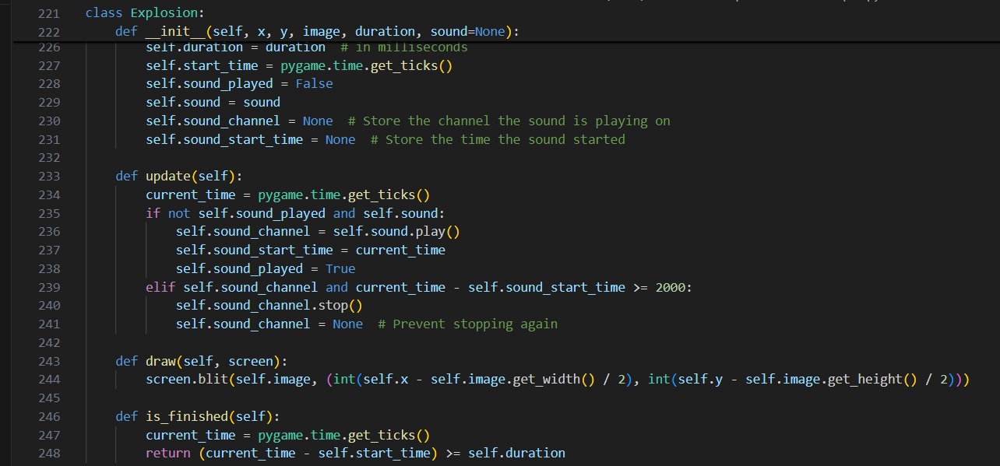 221 class Explosion:
222     def __init__(self, x, y, image, duration, sound=None):
226         self.duration = duration  # in milliseconds
227         self.start_time = pygame.time.get_ticks()
228         self.sound_played = False
229         self.sound = sound
230         self.sound_channel = None  # Store the channel the sound is playing on
231         self.sound_start_time = None  # Store the time the sound started
232
233     def update(self):
234         current_time = pygame.time.get_ticks()
235         if not self.sound_played and self.sound:
236             self.sound_channel = self.sound.play()
237             self.sound_start_time = current_time
238             self.sound_played = True
239         elif self.sound_channel and current_time - self.sound_start_time >= 2000:
240             self.sound_channel.stop()
241             self.sound_channel = None  # Prevent stopping again
242
243     def draw(self, screen):
244         screen.blit(self.image, (int(self.x - self.image.get_width() / 2), int(self.y - self.image.get_height() / 2)))
245
246     def is_finished(self):
247         current_time = pygame.time.get_ticks()
248         return (current_time - self.start_time) >= self.duration